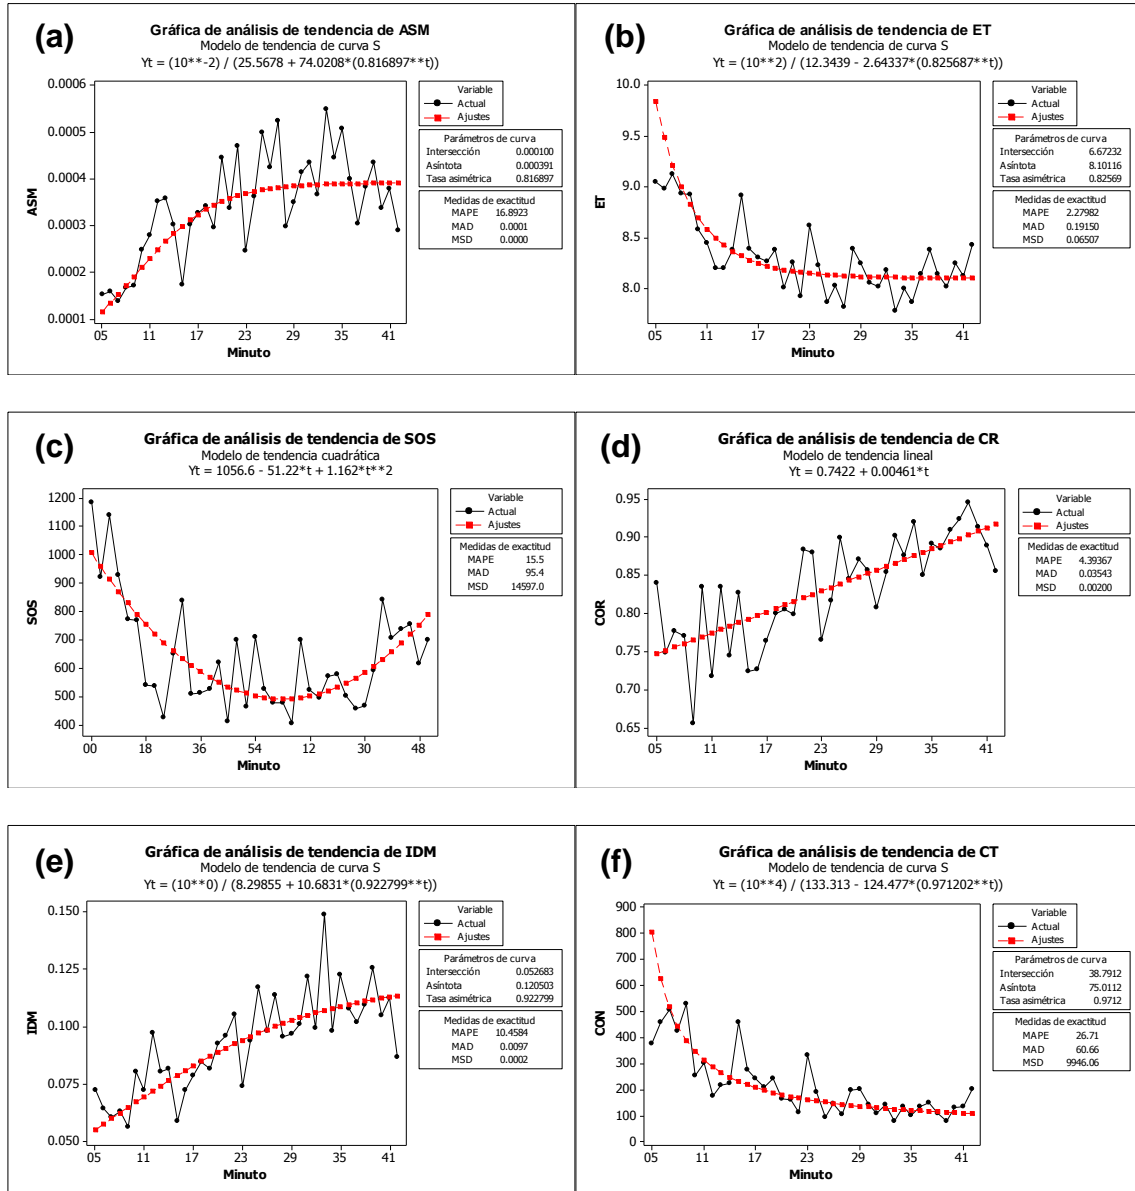 (a)
Gráfica de análisis de tendencia de ASM
Modelo de tendencia de curva S
Yt = (10**-2) / (25.5678 + 74.0208*(0.816897**t))
0.0006
0.0005
0.0004
0.0003
0.0002
0.0001
ASM
05 11 17 23 29 35 41
Minuto
Variable
Actual
Ajustes
Parámetros de curva
Intersección 0.000100
Asíntota 0.000391
Tasa asimétrica 0.816897
Medidas de exactitud
MAPE 16.8923
MAD 0.0001
MSD 0.0000
(b)
Gráfica de análisis de tendencia de ET
Modelo de tendencia de curva S
Yt = (10**2) / (12.3439 - 2.64337*(0.825687**t))
10.0
9.5
9.0
8.5
8.0
ET
05 11 17 23 29 35 41
Minuto
Variable
Actual
Ajustes
Parámetros de curva
Intersección 6.67232
Asíntota 8.10116
Tasa asimétrica 0.82569
Medidas de exactitud
MAPE 2.27982
MAD 0.19150
MSD 0.06507
(c)
Gráfica de análisis de tendencia de SOS
Modelo de tendencia cuadrática
Yt = 1056.6 - 51.22*t + 1.162*t**2
1200
1100
1000
900
800
700
600
500
400
SOS
00 18 36 54 12 30 48
Minuto
Variable
Actual
Ajustes
Medidas de exactitud
MAPE 15.5
MAD 95.4
MSD 14597.0
(d)
Gráfica de análisis de tendencia de CR
Modelo de tendencia lineal
Yt = 0.7422 + 0.00461*t
0.95
0.90
0.85
0.80
0.75
0.70
0.65
COR
05 11 17 23 29 35 41
Minuto
Variable
Actual
Ajustes
Medidas de exactitud
MAPE 4.39367
MAD 0.03543
MSD 0.00200
(e)
Gráfica de análisis de tendencia de IDM
Modelo de tendencia de curva S
Yt = (10**0) / (8.29855 + 10.6831*(0.922799**t))
0.150
0.125
0.100
0.075
0.050
IDM
05 11 17 23 29 35 41
Minuto
Variable
Actual
Ajustes
Parámetros de curva
Intersección 0.052683
Asíntota 0.120503
Tasa asimétrica 0.922799
Medidas de exactitud
MAPE 10.4584
MAD 0.0097
MSD 0.0002
(f)
Gráfica de análisis de tendencia de CT
Modelo de tendencia de curva S
Yt = (10**4) / (133.313 - 124.477*(0.971202**t))
900
800
700
600
500
400
300
200
100
0
CON
05 11 17 23 29 35 41
Minuto
Variable
Actual
Ajustes
Parámetros de curva
Intersección 38.7912
Asíntota 75.0112
Tasa asimétrica 0.9712
Medidas de exactitud
MAPE 26.71
MAD 60.66
MSD 9946.06